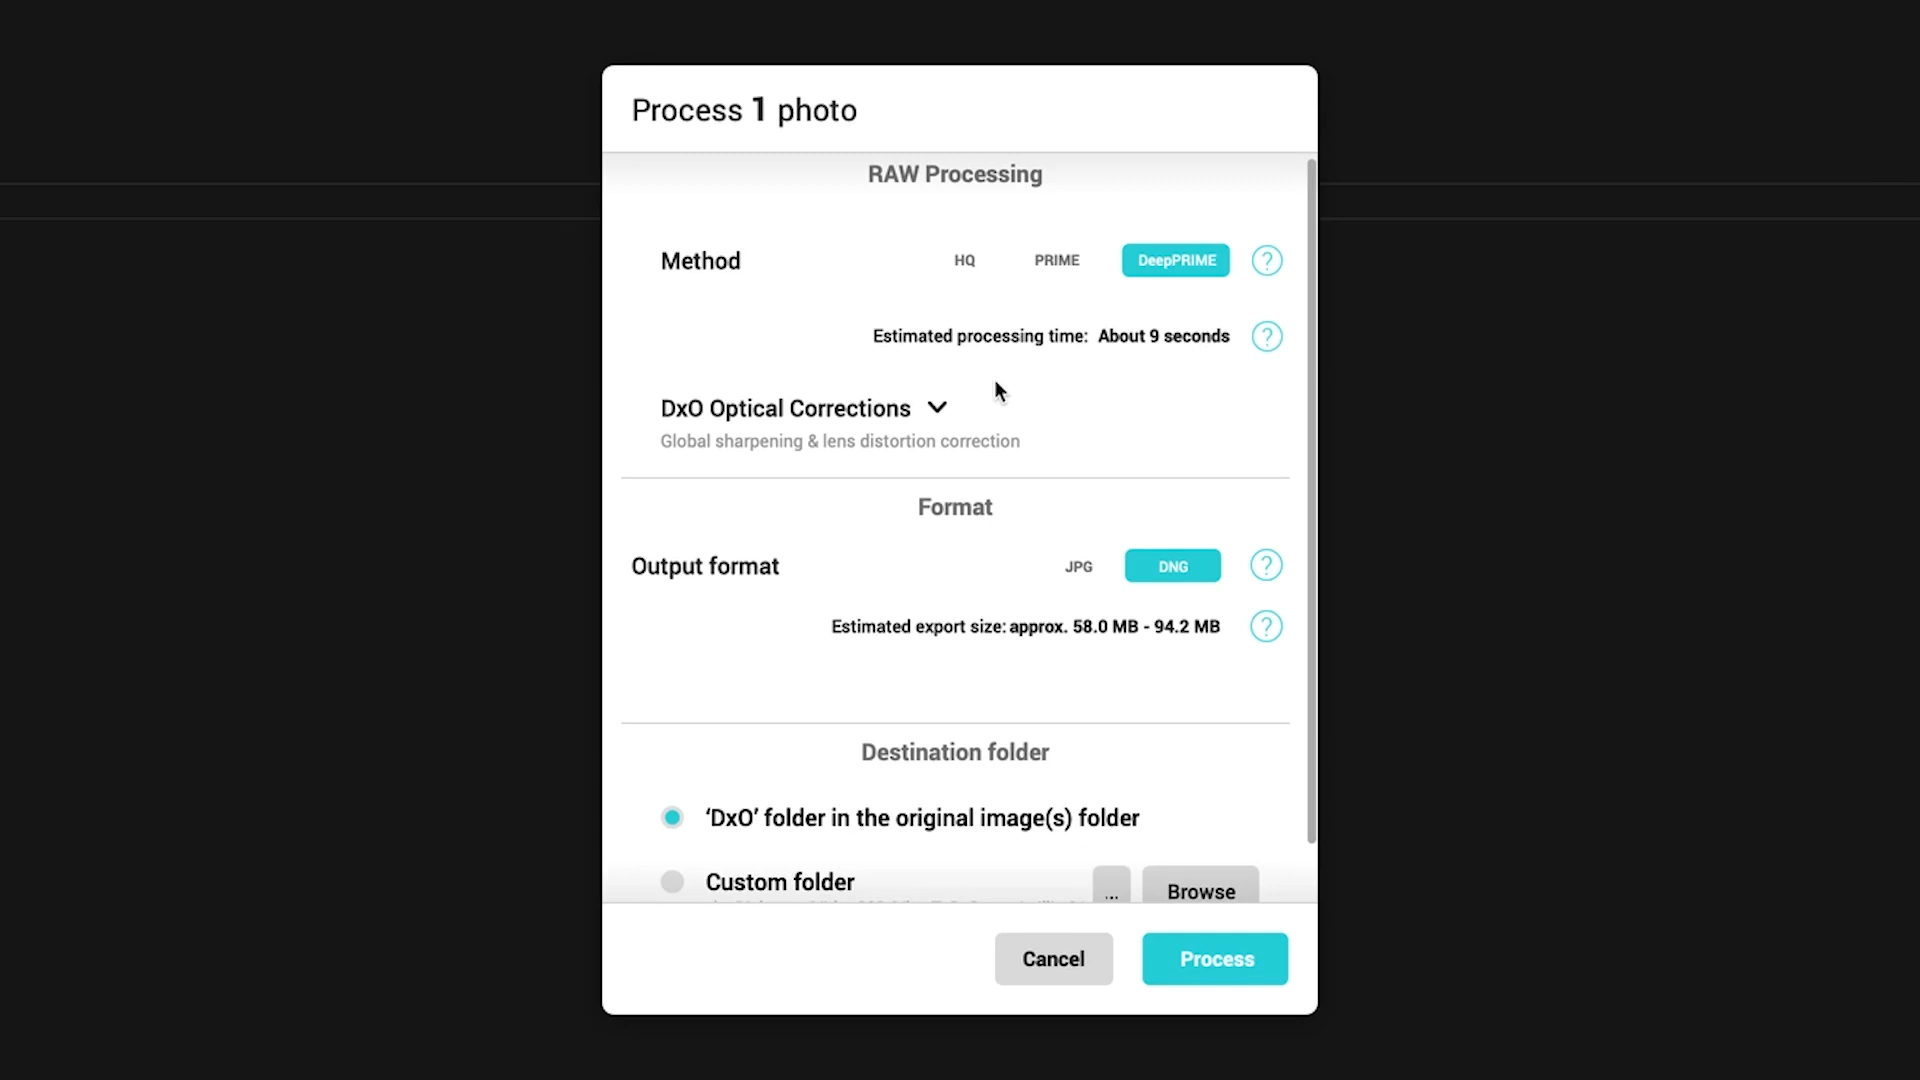 Process 1 photo
RAW Processing
Method HQ PRIME DeepPRIME ?
Estimated processing time: About 9 seconds ?
DxO Optical Corrections
Global sharpening & lens distortion correction
Format
Output format JPG DNG ?
Estimated export size: approx. 58.0 MB - 94.2 MB ?
Destination folder
‘DxO’ folder in the original image(s) folder
Custom folder ... Browse
Cancel Process